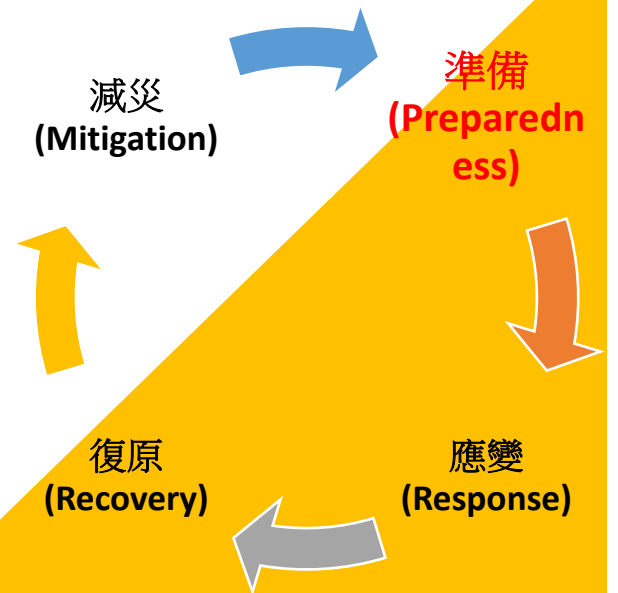 減災
(Mitigation)
準備
(Preparedn
ess)
復原
(Recovery)
應變
(Response)